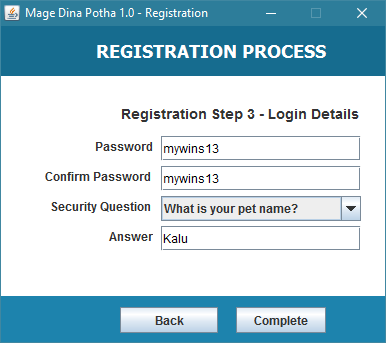 Mage Dina Potha 1.0 - Registration
REGISTRATION PROCESS
Registration Step 3 - Login Details
Password mywins13
Confirm Password mywins13
Security Question What is your pet name?
Answer Kalu
Back Complete